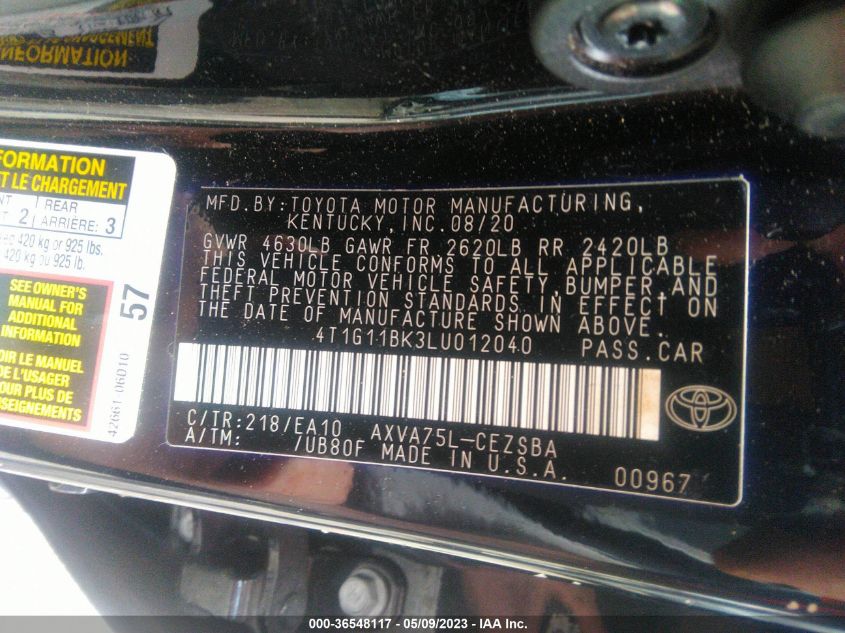 INFORMATION
FORMATION
T LE CHARGEMENT
NT REAR
2 ARRIÈRE: 3
420 kg or 925 lbs.
420 kg ou 925 lb.
SEE OWNER'S
MANUAL FOR
ADDITIONAL
INFORMATION
57
LE MANUEL
DE L'USAGER
PLUS DE
SEIGNEMENTS
42661-06D10
MFD.BY:TOYOTA MOTOR MANUFACTURING,
KENTUCKY,INC.08/20
GVWR 4630LB GAWR FR 2620LB RR 2420LB
THIS VEHICLE CONFORMS TO ALL APPLICABLE
FEDERAL MOTOR VEHICLE SAFETY,BUMPER AND
THEFT PREVENTION STANDARDS IN EFFECT ON
THE DATE OF MANUFACTURE SHOWN ABOVE.
4T1G11BK3LU012040 PASS.CAR
C/TR:218/EA10 AXVA75L-CEZSBA
A/TM: /UB80F MADE IN U.S.A. 00967
000-36548117 - 05/09/2023 - IAA Inc.